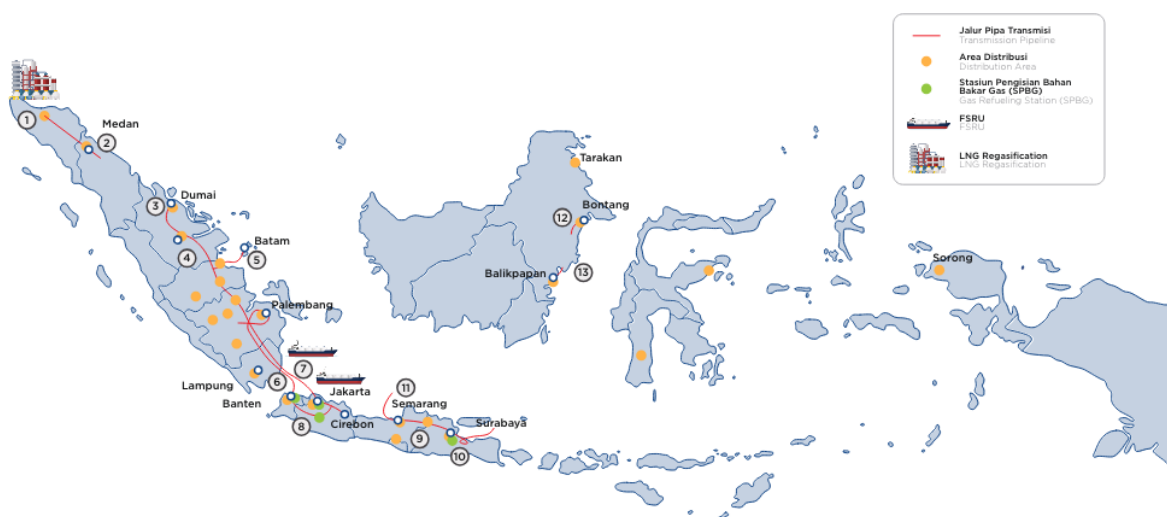 Jalur Pipa Transmisi
Transmission Pipeline
Area Distribusi
Distribution Area
Stasiun Pengisian Bahan
Bakar Gas (SPBG)
Gas Refueling Station (SPBG)
FSRU
FSRU
LNG Regasification
LNG Regasification
1
Medan
2
Tarakan
3
Dumai
Bontang
12
4
Batam
5
Balikpapan
13
Sorong
Palembang
7
6
Lampung
Jakarta
11
Banten
Semarang
8
Cirebon
9
Surabaya
10